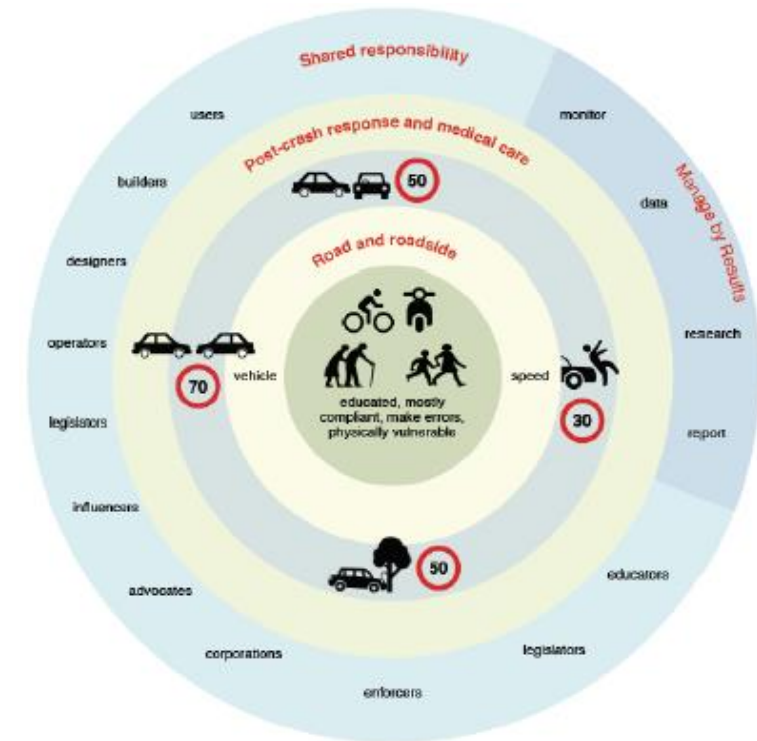 Shared responsibility
users
monitor
Post-crash response and medical care
builders
50
data
Manage by Results
designers
Road and roadside
operators
research
70
vehicle
speed
30
educated, mostly
compliant, make errors,
physically vulnerable
legislators
report
influencers
50
educators
advocates
corporations
legislators
enforcers